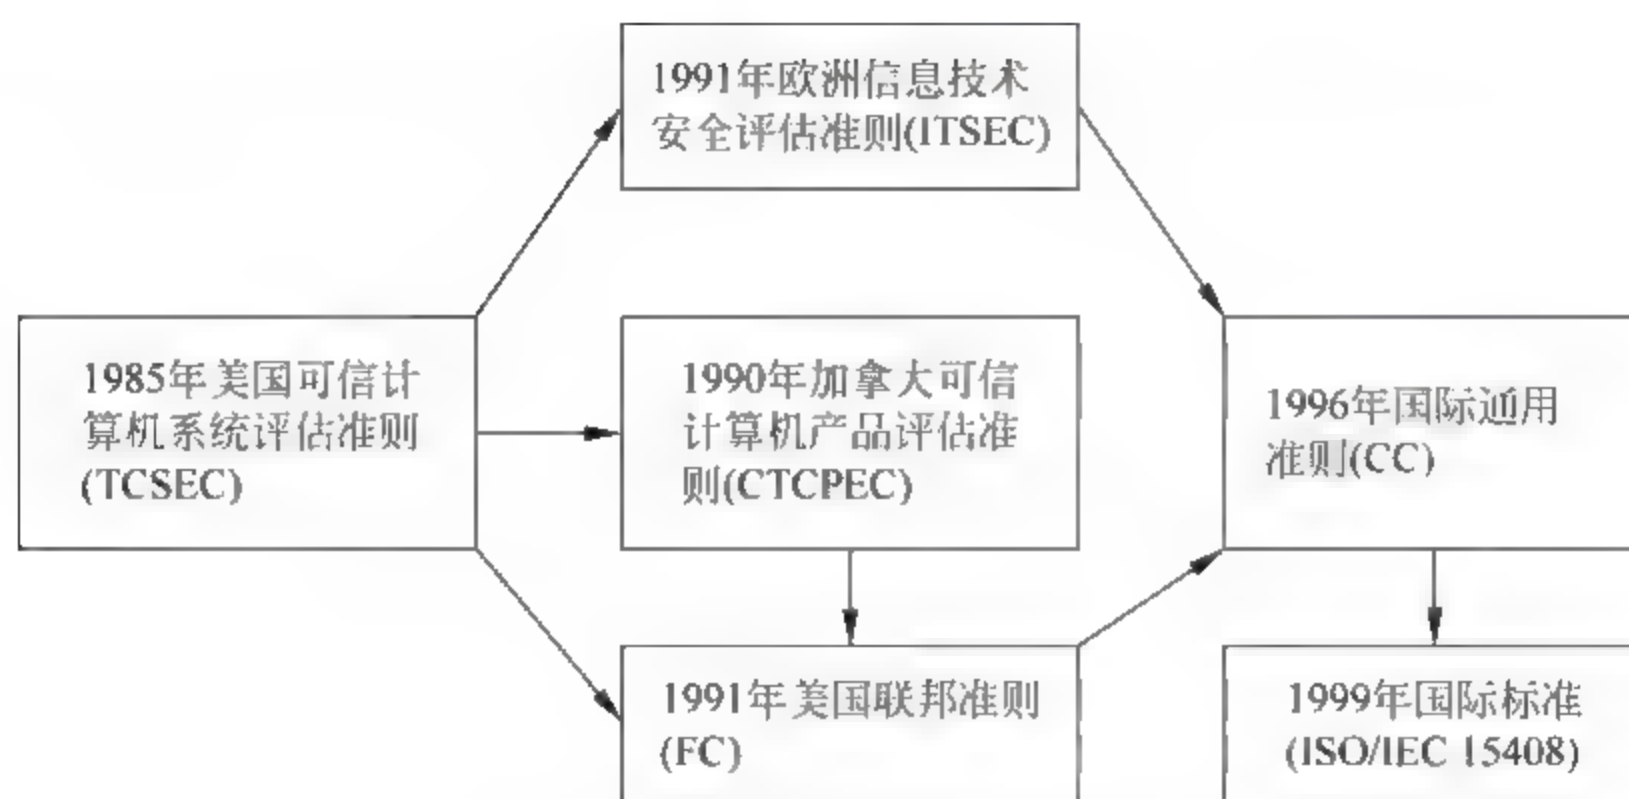 1991年欧洲信息技术
安全评估准则(ITSEC)
1985年美国可信计
算机系统评估准则
(TCSEC)
1990年加拿大可信
计算机产品评估准
则(CTCPEC)
1996年国际通用
准则(CC)
1991年美国联邦准则
(FC)
1999年国际标准
(ISO/IEC 15408)